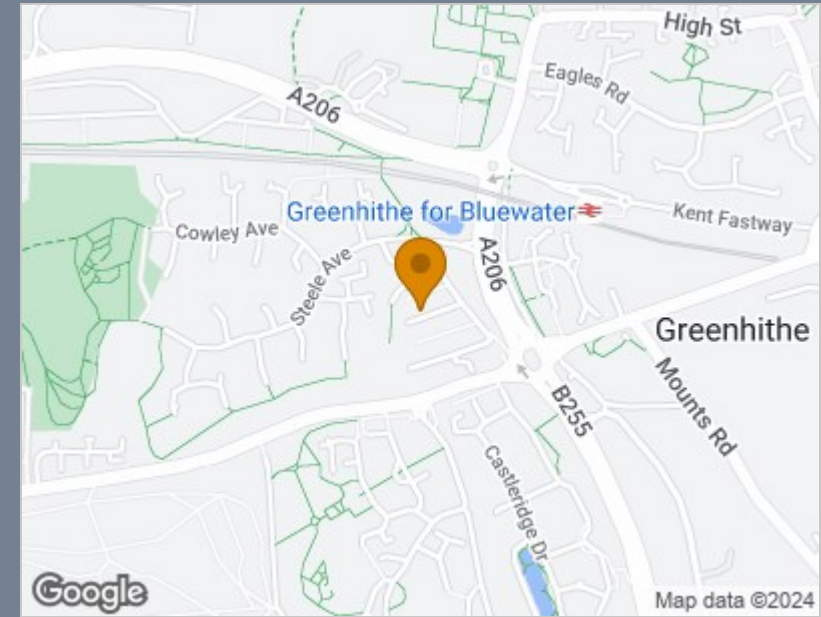 High St
Eagles Rd
A206
Greenhithe for Bluewater
Kent Fastway
Cowley Ave
A206
Steele Ave
Greenhithe
Mounts Rd
B255
Castleridge Dr
Google
Map data ©2024